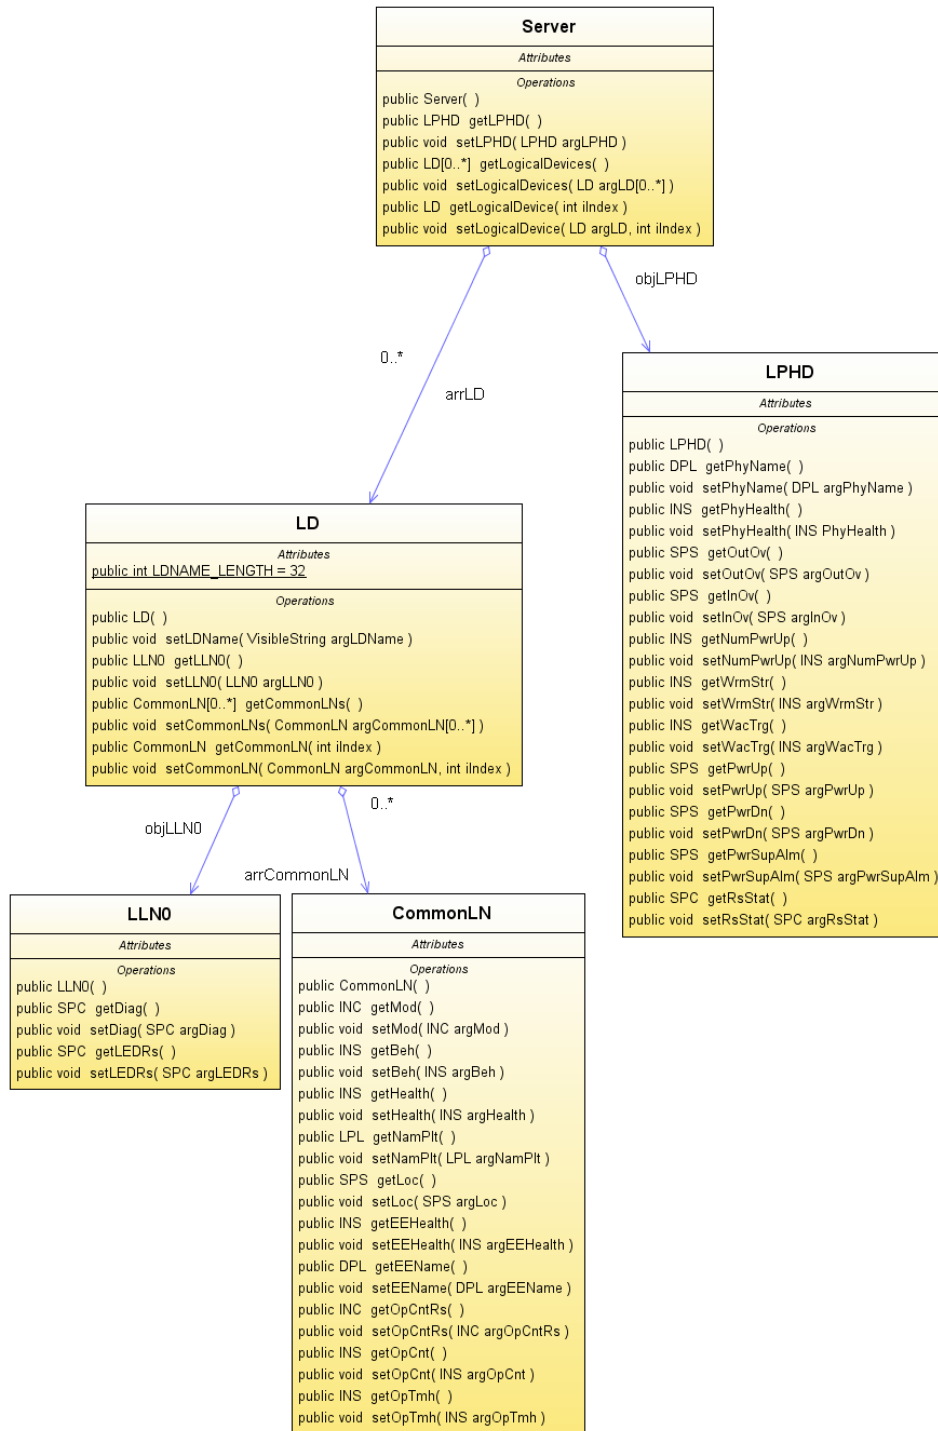 Server
Attributes
Operations
public Server( )
public LPHD getLPHD( )
public void setLPHD( LPHD argLPHD )
public LD[0..*] getLogicalDevices( )
public void setLogicalDevices( LD argLD[0..*] )
public LD getLogicalDevice( int iIndex )
public void setLogicalDevice( LD argLD, int iIndex )
objLPHD
0..*
arrLD
LPHD
Attributes
Operations
public LPHD( )
public DPL getPhyName( )
public void setPhyName( DPL argPhyName )
public INS getPhyHealth( )
public void setPhyHealth( INS PhyHealth )
public SPS getOutOv( )
public void setOutOv( SPS argOutOv )
public SPS getInOv( )
public void setInOv( SPS argInOv )
public INS getNumPwrUp( )
public void setNumPwrUp( INS argNumPwrUp )
public INS getWrmStr( )
public void setWrmStr( INS argWrmStr )
public INS getWacTrg( )
public void setWacTrg( INS argWacTrg )
public SPS getPwrUp( )
public void setPwrUp( SPS argPwrUp )
public SPS getPwrDn( )
public void setPwrDn( SPS argPwrDn )
public SPS getPwrSupAlm( )
public void setPwrSupAlm( SPS argPwrSupAlm )
public SPC getRsStat( )
public void setRsStat( SPC argRsStat )
LD
Attributes
public int LDNAME_LENGTH = 32
Operations
public LD( )
public void setLDName( VisibleString argLDName )
public LLN0 getLLN0( )
public void setLLN0( LLN0 argLLN0 )
public CommonLN[0..*] getCommonLNs( )
public void setCommonLNs( CommonLN argCommonLN[0..*] )
public CommonLN getCommonLN( int iIndex )
public void setCommonLN( CommonLN argCommonLN, int iIndex )
0..*
objLLN0
arrCommonLN
LLN0
Attributes
Operations
public LLN0( )
public SPC getDiag( )
public void setDiag( SPC argDiag )
public SPC getLEDRs( )
public void setLEDRs( SPC argLEDRs )
CommonLN
Attributes
Operations
public CommonLN( )
public INC getMod( )
public void setMod( INC argMod )
public INS getBeh( )
public void setBeh( INS argBeh )
public INS getHealth( )
public void setHealth( INS argHealth )
public LPL getNamPlt( )
public void setNamPlt( LPL argNamPlt )
public SPS getLoc( )
public void setLoc( SPS argLoc )
public INS getEEHealth( )
public void setEEHealth( INS argEEHealth )
public DPL getEEName( )
public void setEEName( DPL argEEName )
public INC getOpCntRs( )
public void setOpCntRs( INC argOpCntRs )
public INS getOpCnt( )
public void setOpCnt( INS argOpCnt )
public INS getOpTmh( )
public void setOpTmh( INS argOpTmh )